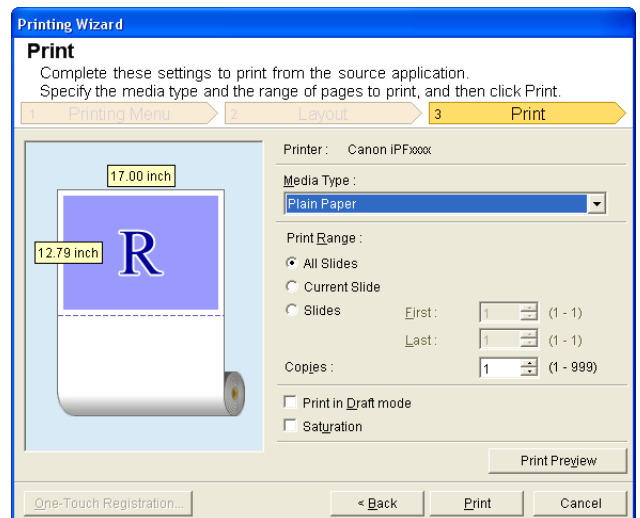 Printing Wizard
Print
Complete these settings to print from the source application.
Specify the media type and the range of pages to print, and then click Print.
1 Printing Menu 2 Layout 3 Print
17.00 inch
12.79 inch
R
Printer : Canon iPFxxxx
Media Type :
Plain Paper
Print Range :
All Slides
Current Slide
Slides First : 1 (1 - 1)
Last : 1 (1 - 1)
Copies : 1 (1 - 999)
Print in Draft mode
Saturation
Print Preview
One-Touch Registration... < Back Print Cancel